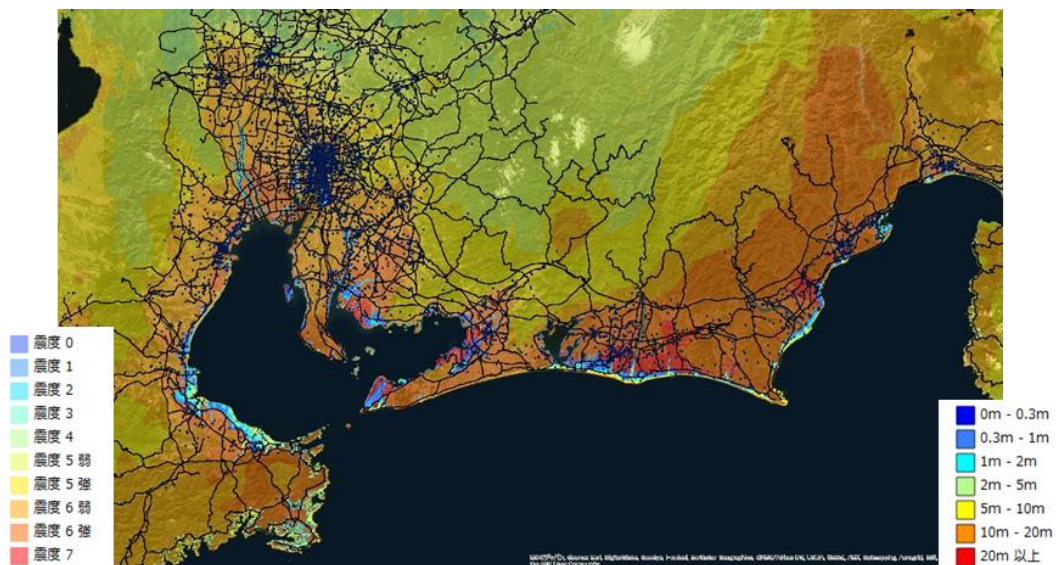 震度 0
震度 1
震度 2
震度 3
震度 4
震度 5 弱
震度 5 強
震度 6 弱
震度 6 強
震度 7
0m - 0.3m
0.3m - 1m
1m - 2m
2m - 5m
5m - 10m
10m - 20m
20m 以上